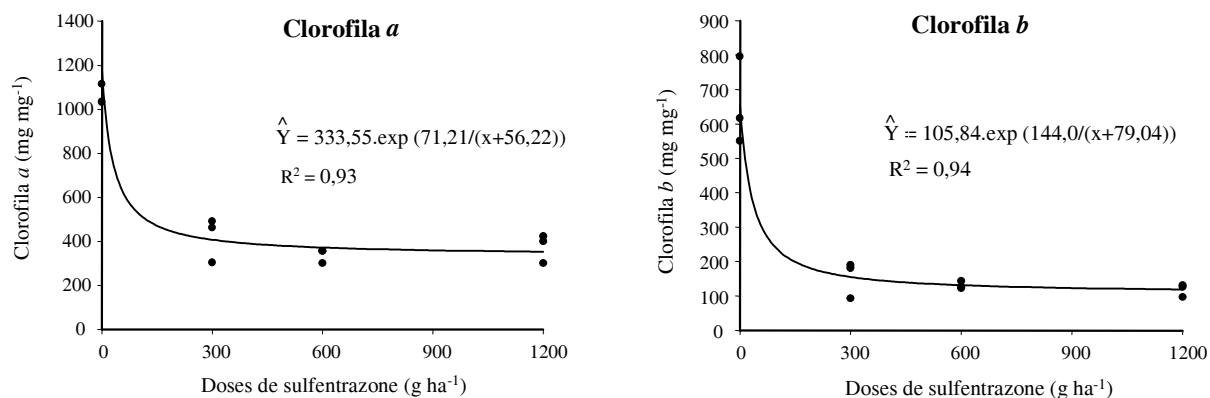 Clorofila a
1400
1200
1000
800
600
400
200
0
Clorofila a (mg mg-1)
^
Y = 333,55.exp (71,21/(x+56,22))
R2 = 0,93
0 300 600 900 1200
Doses de sulfentrazone (g ha-1)
Clorofila b
900
800
700
600
500
400
300
200
100
0
Clorofila b (mg mg-1)
^
Y = 105,84.exp (144,0/(x+79,04))
R2 = 0,94
0 300 600 900 1200
Doses de sulfentrazone (g ha-1)